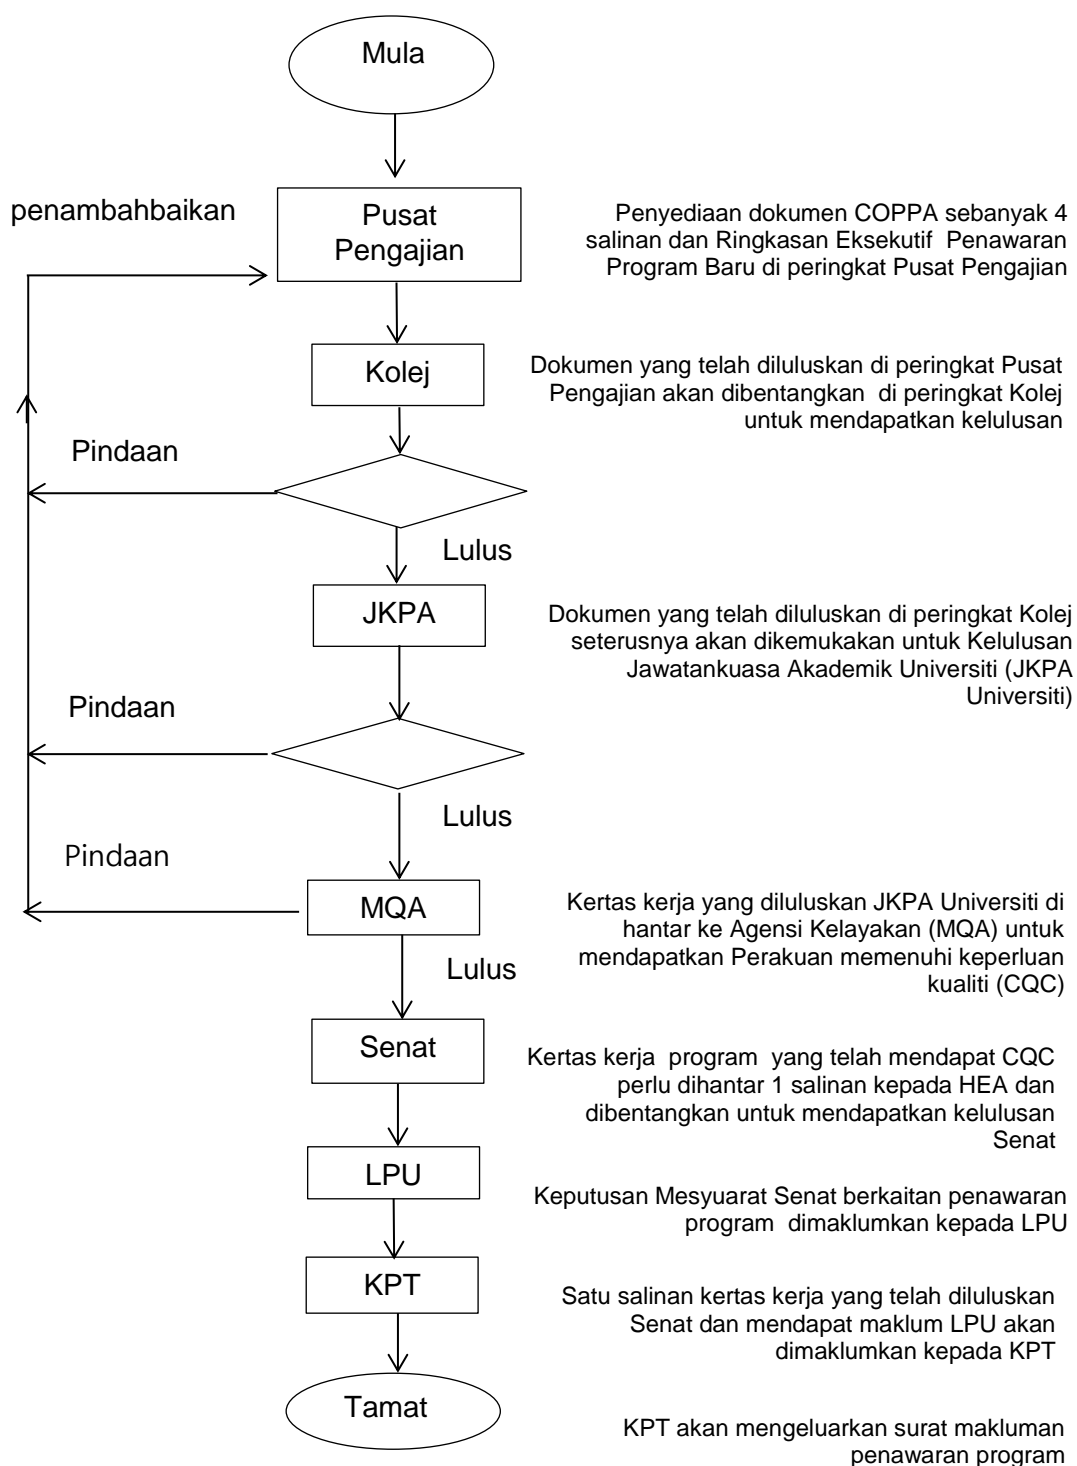 Mula
penambahbaikan
Pusat
Pengajian
Penyediaan dokumen COPPA sebanyak 4
salinan dan Ringkasan Eksekutif Penawaran
Program Baru di peringkat Pusat Pengajian
Kolej
Dokumen yang telah diluluskan di peringkat Pusat
Pengajian akan dibentangkan di peringkat Kolej
untuk mendapatkan kelulusan
Pindaan
Lulus
JKPA
Dokumen yang telah diluluskan di peringkat Kolej
seterusnya akan dikemukakan untuk Kelulusan
Jawatankuasa Akademik Universiti (JKPA
Universiti)
Pindaan
Lulus
Pindaan
MQA
Kertas kerja yang diluluskan JKPA Universiti di
hantar ke Agensi Kelayakan (MQA) untuk
mendapatkan Perakuan memenuhi keperluan
kualiti (CQC)
Lulus
Senat
Kertas kerja program yang telah mendapat CQC
perlu dihantar 1 salinan kepada HEA dan
dibentangkan untuk mendapatkan kelulusan
Senat
LPU
Keputusan Mesyuarat Senat berkaitan penawaran
program dimaklumkan kepada LPU
KPT
Satu salinan kertas kerja yang telah diluluskan
Senat dan mendapat maklum LPU akan
dimaklumkan kepada KPT
Tamat
KPT akan mengeluarkan surat makluman
penawaran program